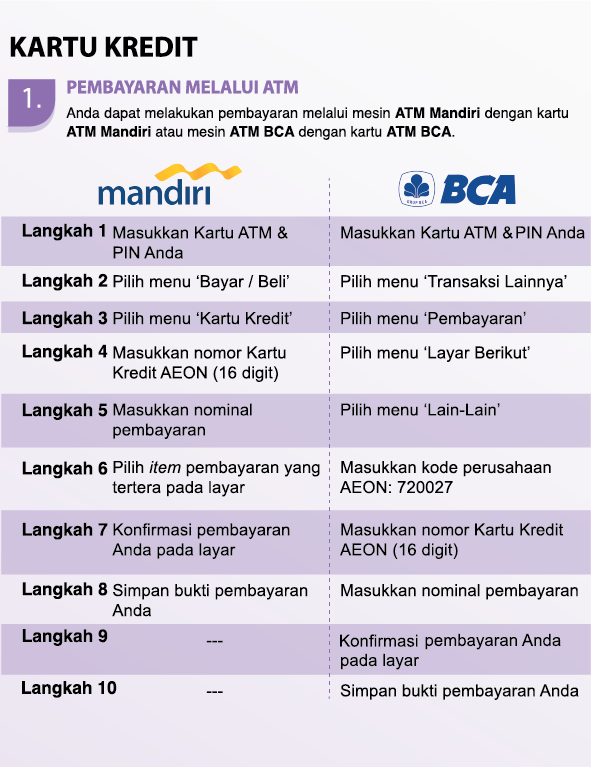 KARTU KREDIT
1.
PEMBAYARAN MELALUI ATM
Anda dapat melakukan pembayaran melalui mesin ATM Mandiri dengan kartu
ATM Mandiri atau mesin ATM BCA dengan kartu ATM BCA.
mandiri
GRUP BCA
BCA
Langkah 1 Masukkan Kartu ATM &
PIN Anda
Masukkan Kartu ATM & PIN Anda
Langkah 2 Pilih menu ‘Bayar / Beli’
Pilih menu ‘Transaksi Lainnya’
Langkah 3 Pilih menu ‘Kartu Kredit’
Pilih menu ‘Pembayaran’
Langkah 4 Masukkan nomor Kartu
Kredit AEON (16 digit)
Pilih menu ‘Layar Berikut’
Langkah 5 Masukkan nominal
pembayaran
Pilih menu ‘Lain-Lain’
Langkah 6 Pilih item pembayaran yang
tertera pada layar
Masukkan kode perusahaan
AEON: 720027
Langkah 7 Konfirmasi pembayaran
Anda pada layar
Masukkan nomor Kartu Kredit
AEON (16 digit)
Langkah 8 Simpan bukti pembayaran
Anda
Masukkan nominal pembayaran
Langkah 9 ---
Konfirmasi pembayaran Anda
pada layar
Langkah 10 ---
Simpan bukti pembayaran Anda